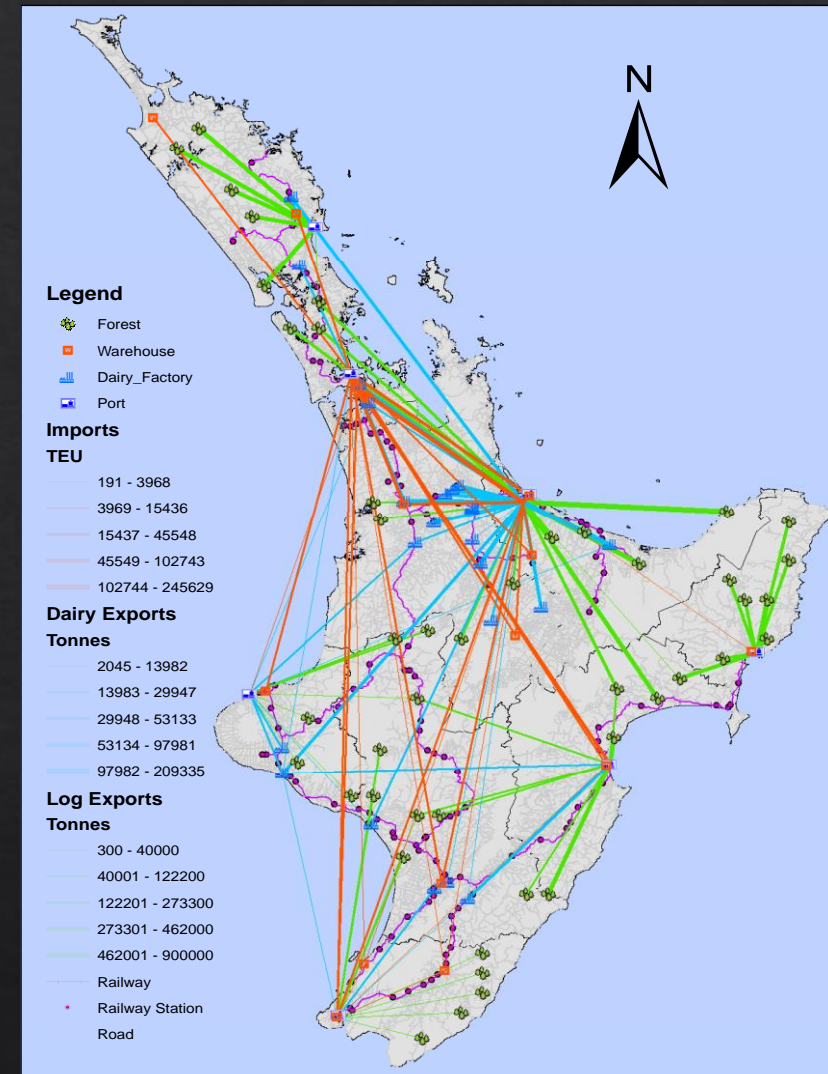 N
Legend
Forest
Warehouse
Dairy_Factory
Port
Imports
TEU
191 - 3968
3969 - 15436
15437 - 45548
45549 - 102743
102744 - 245629
Dairy Exports
Tonnes
2045 - 13982
13983 - 29947
29948 - 53133
53134 - 97981
97982 - 209335
Log Exports
Tonnes
300 - 40000
40001 - 122200
122201 - 273300
273301 - 462000
462001 - 900000
Railway
Railway Station
Road